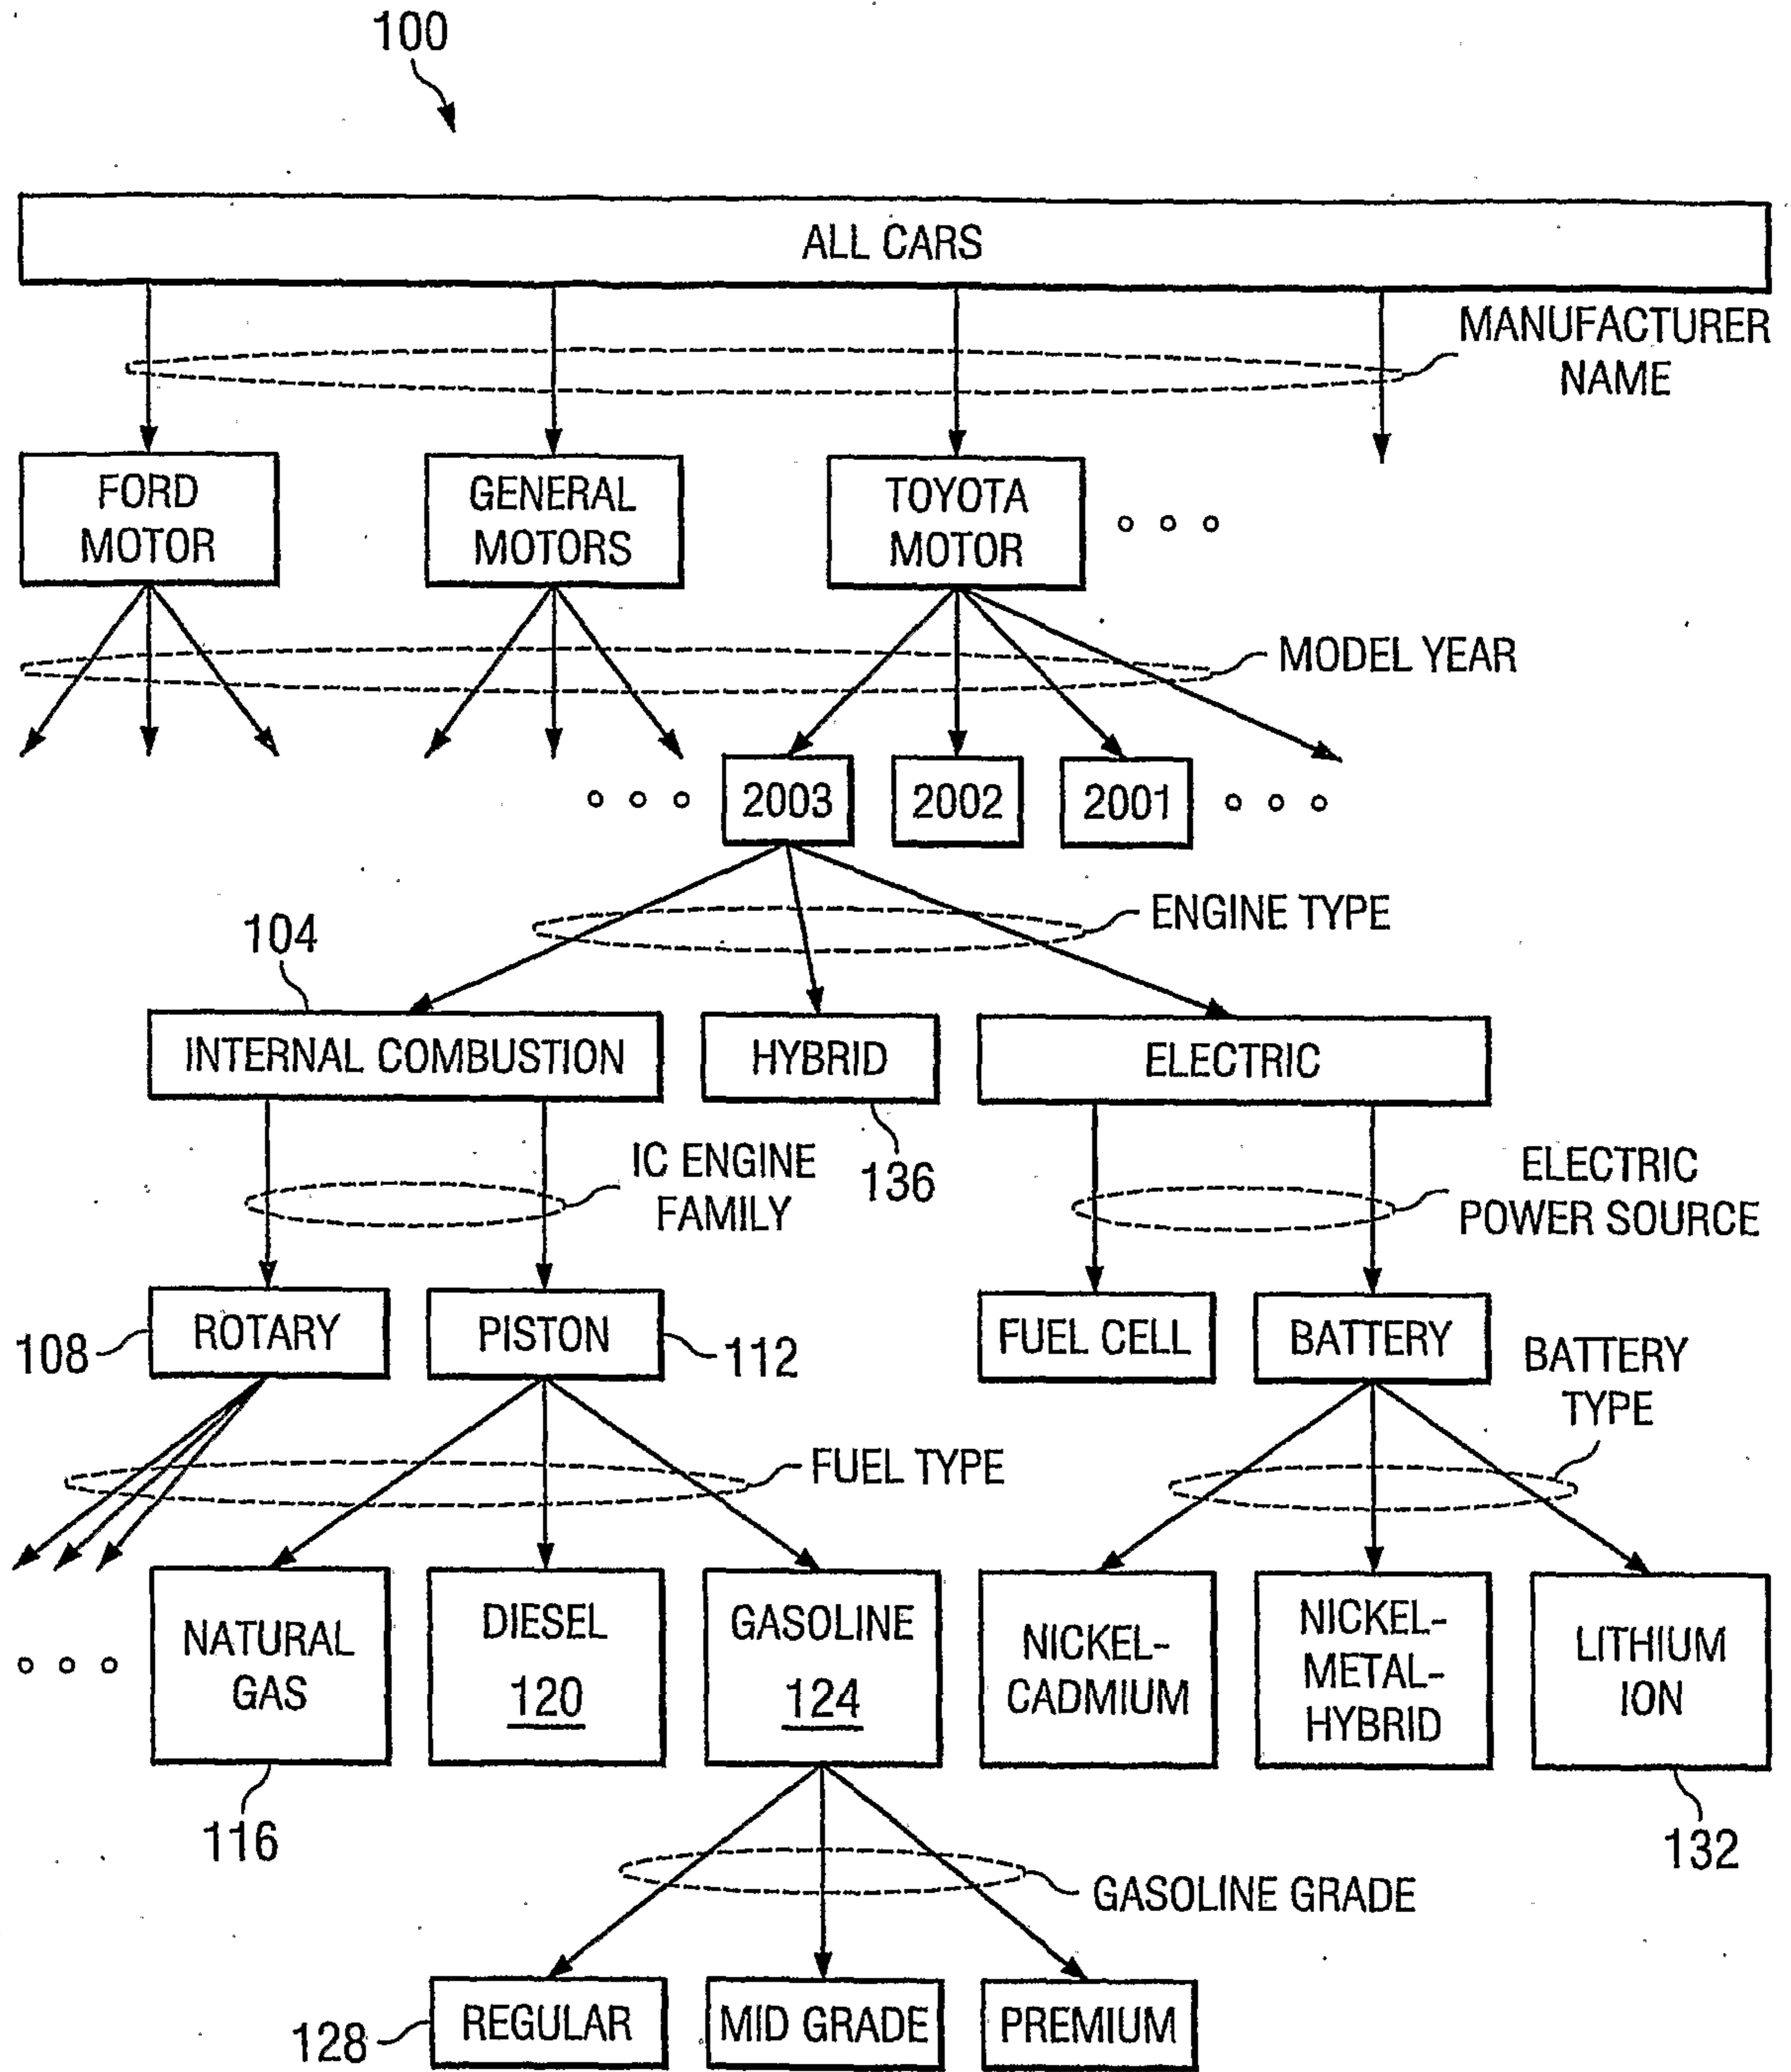 100
ALL CARS
MANUFACTURER
NAME
FORD
MOTOR
GENERAL
MOTORS
TOYOTA
MOTOR
MODEL YEAR
2003
2002
2001
ENGINE TYPE
104
INTERNAL COMBUSTION
HYBRID
ELECTRIC
136
IC ENGINE
FAMILY
ELECTRIC
POWER SOURCE
108
ROTARY
PISTON
112
FUEL CELL
BATTERY
BATTERY
TYPE
FUEL TYPE
NATURAL
GAS
DIESEL
120
GASOLINE
124
NICKEL-
CADMIUM
NICKEL-
METAL-
HYBRID
LITHIUM
ION
116
132
GASOLINE GRADE
128
REGULAR
MID GRADE
PREMIUM